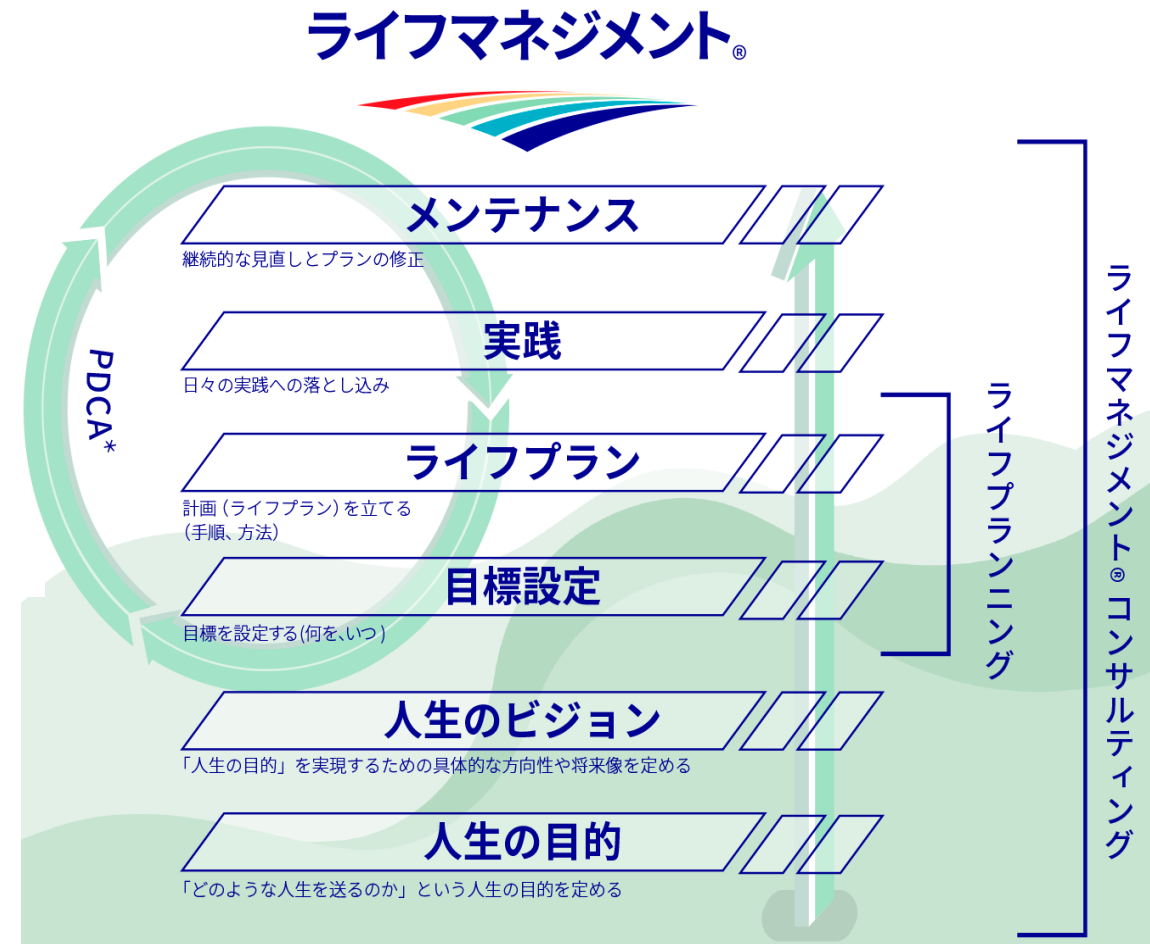 ライフマネジメント®
メンテナンス
継続的な見直しとプランの修正
実践
日々の実践への落とし込み
PDCA*
ライフプラン
計画（ライフプラン）を立てる
（手順、方法）
目標設定
目標を設定する(何を、いつ)
人生のビジョン
「人生の目的」を実現するための具体的な方向性や将来像を定める
人生の目的
「どのような人生を送るのか」という人生の目的を定める
ライフプランニング
ライフマネジメント®コンサルティング